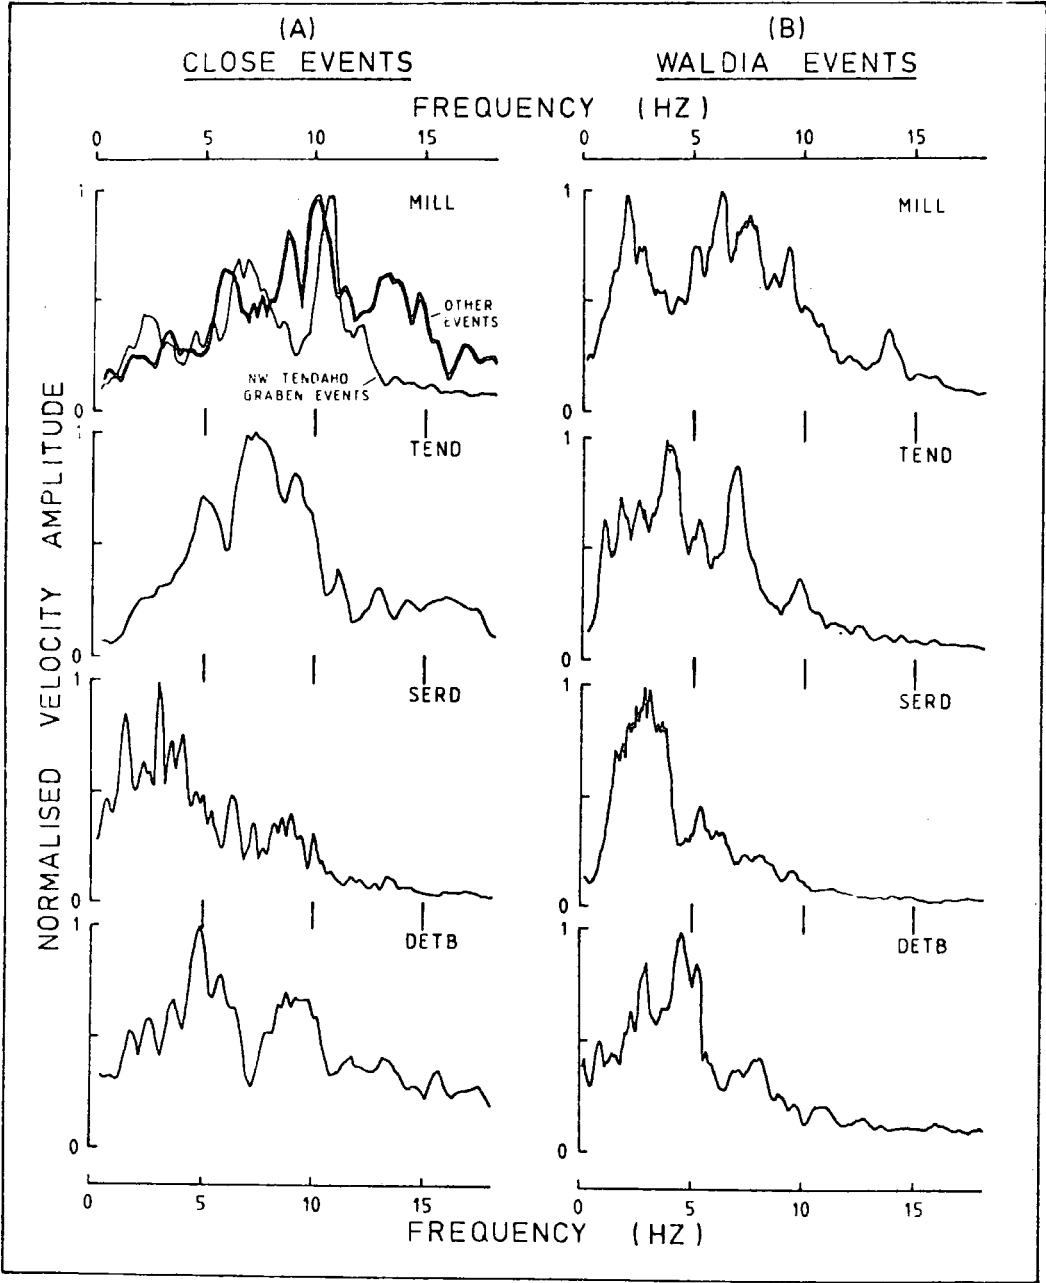 (A)
CLOSE EVENTS
(B)
WALDIA EVENTS
FREQUENCY (HZ)
0 5 10 15
0 5 10 15
1
MILL
OTHER
EVENTS
NW TENDAHO
GRABEN EVENTS
0
1
MILL
0
1
TEND
0
1
TEND
0
1
SERD
0
1
SERD
0
1
DETB
0
1
DETB
0
NORMALISED VELOCITY AMPLITUDE
0 5 10 15
0 5 10 15
FREQUENCY (HZ)